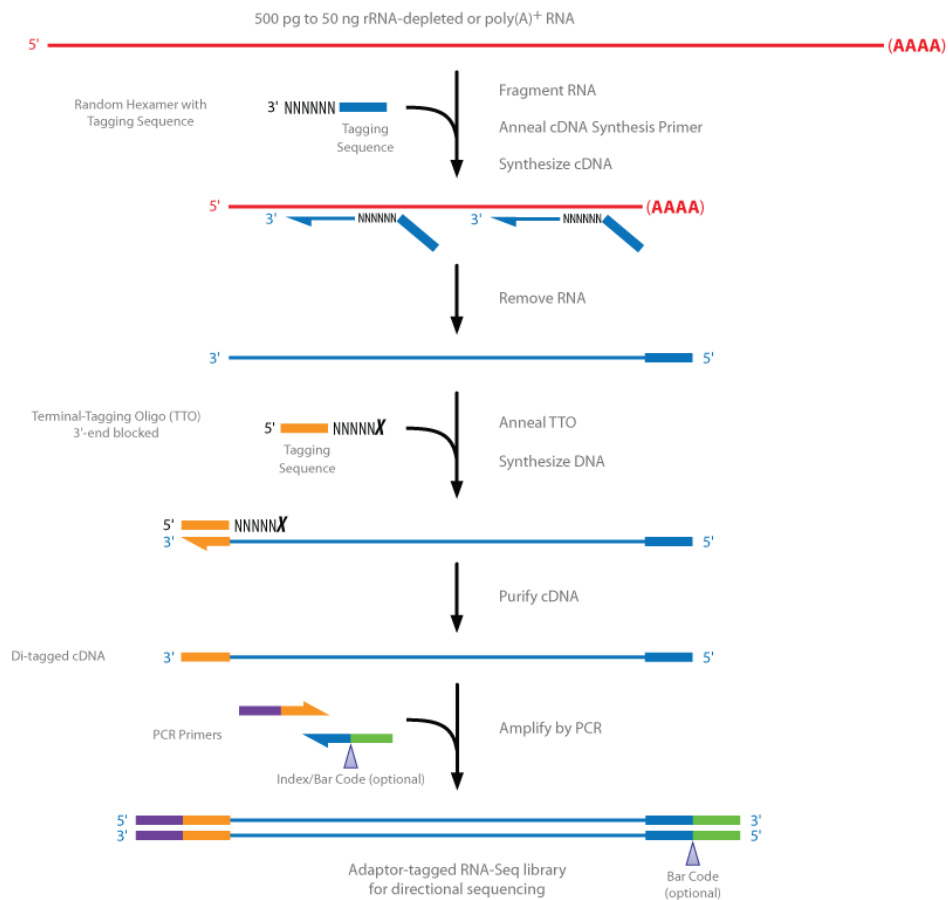 500 pg to 50 ng rRNA-depleted or poly(A)+ RNA
5'
(AAAA)
Random Hexamer with
Tagging Sequence
3' NNNNNN
Tagging
Sequence
Fragment RNA
Anneal cDNA Synthesis Primer
Synthesize cDNA
5'
(AAAA)
3'
NNNNNN
3'
NNNNNN
Remove RNA
3'
5'
Terminal-Tagging Oligo (TTO)
3'-end blocked
5'
NNNNNX
Tagging
Sequence
Anneal TTO
Synthesize DNA
5'
NNNNNX
3'
5'
Purify cDNA
Di-tagged cDNA
3'
5'
PCR Primers
Index/Bar Code (optional)
Amplify by PCR
5'
3'
3'
5'
Adaptor-tagged RNA-Seq library
for directional sequencing
Bar Code
(optional)